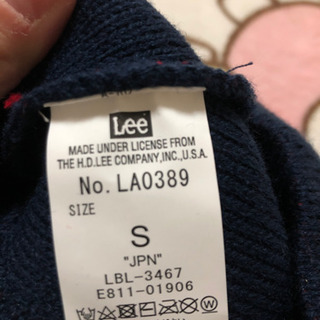 Lee
MADE UNDER LICENSE FROM
THE H.D.LEE COMPANY,INC.,U.S.A.
No. LA0389
SIZE
S
"JPN"
LBL-3467
E811-01906